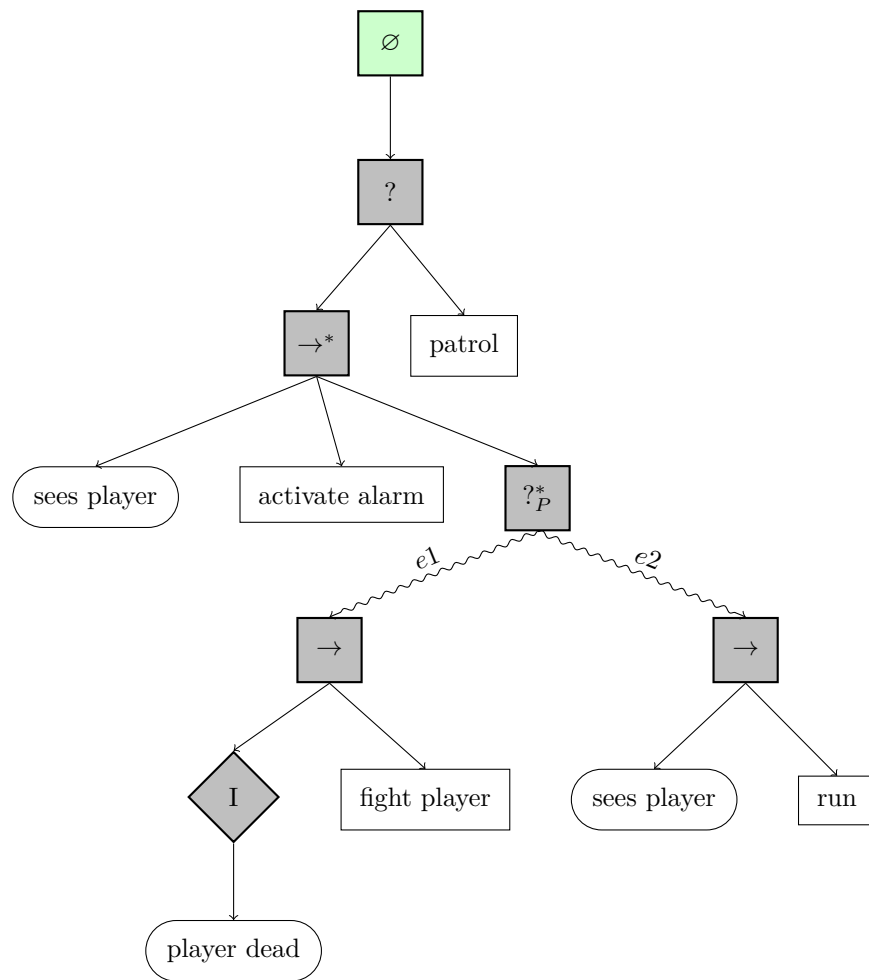 ∅
?
→*
patrol
sees player
activate alarm
?*P
e1
e2
→
→
I
fight player
sees player
run
player dead